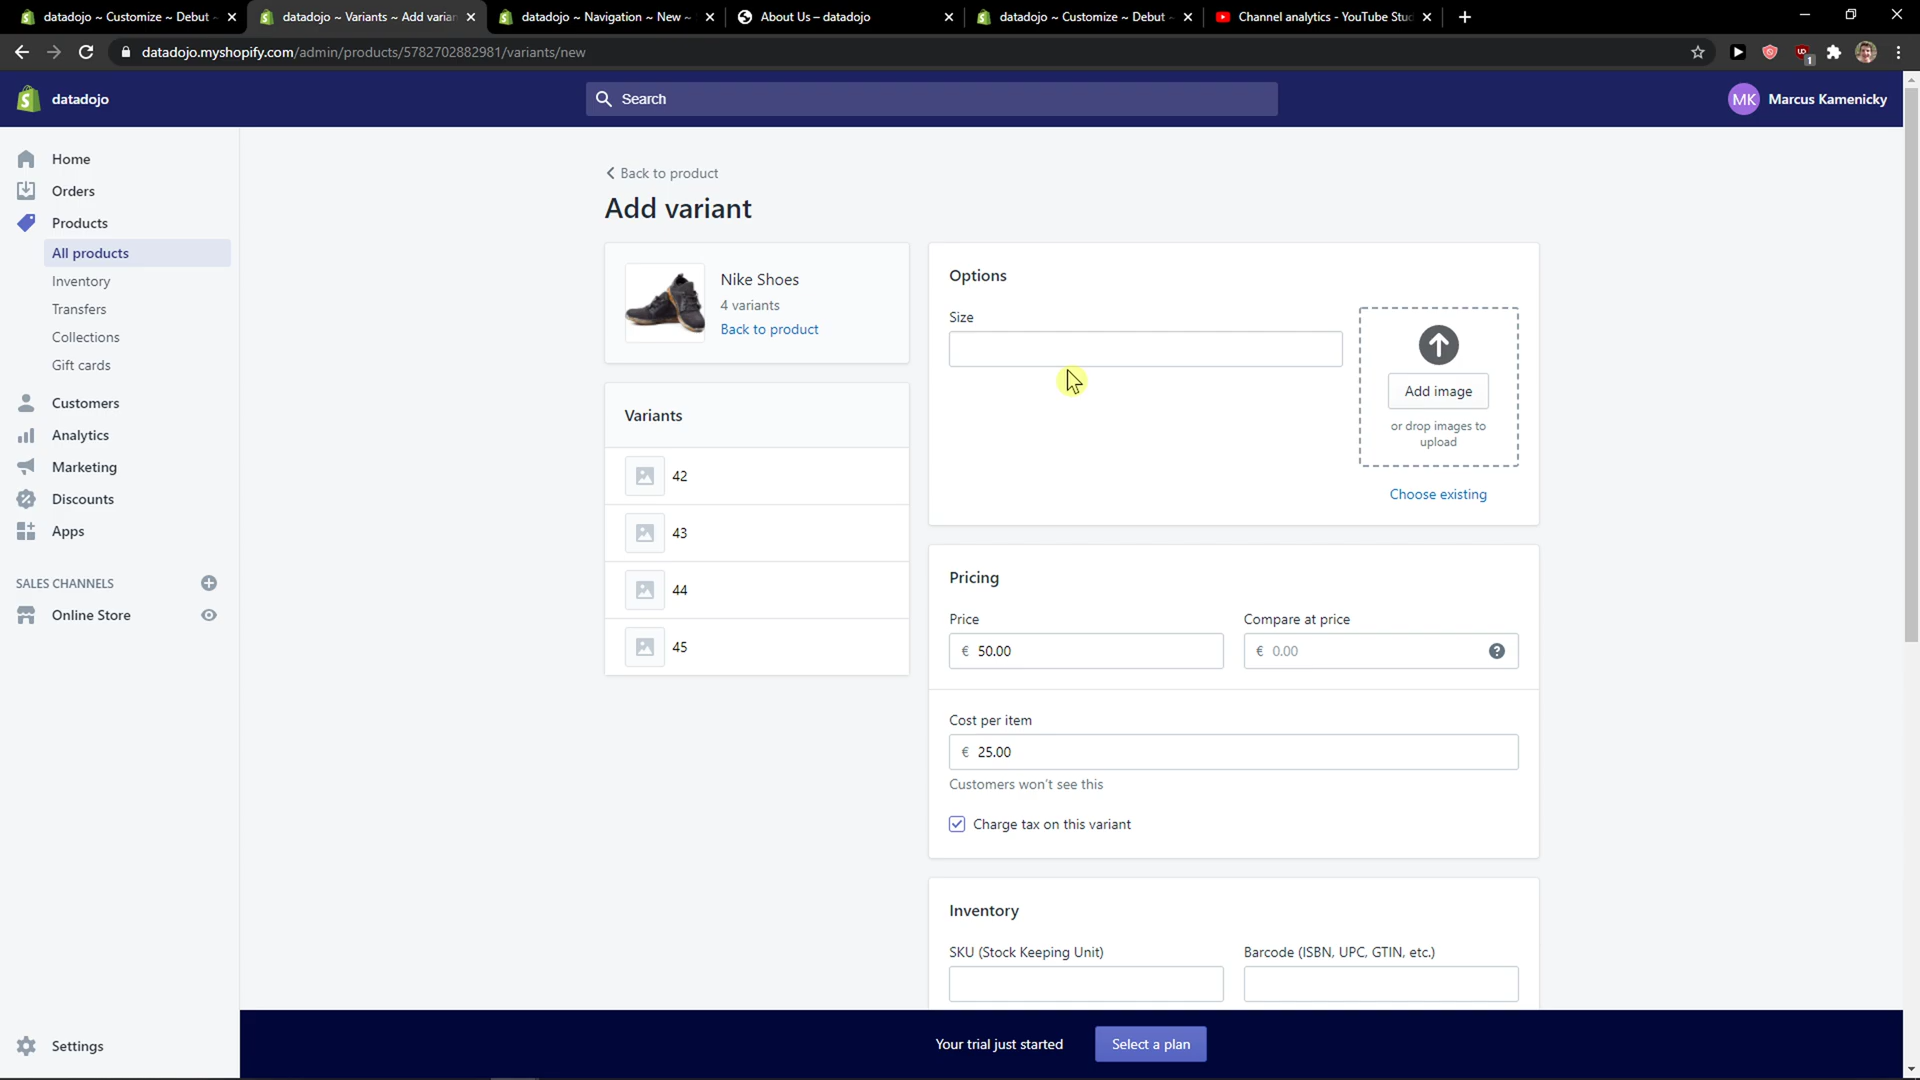 datadojo ~ Customize ~ Debut
datadojo ~ Variants ~ Add varian
datadojo ~ Navigation ~ New ~
About Us – datadojo
datadojo ~ Customize ~ Debut
Channel analytics - YouTube Stu
datadojo.myshopify.com/admin/products/5782702882981/variants/new
1
datadojo
Search
MK
Marcus Kamenicky
Home
Orders
Products
All products
Inventory
Transfers
Collections
Gift cards
Customers
Analytics
Marketing
Discounts
Apps
SALES CHANNELS
Online Store
Settings
Back to product
Add variant
Nike Shoes
4 variants
Back to product
Variants
42
43
44
45
Options
Size
Add image
or drop images to
upload
Choose existing
Pricing
Price
Compare at price
€ 50.00
€ 0.00
Cost per item
€ 25.00
Customers won't see this
Charge tax on this variant
Inventory
SKU (Stock Keeping Unit)
Barcode (ISBN, UPC, GTIN, etc.)
Your trial just started
Select a plan